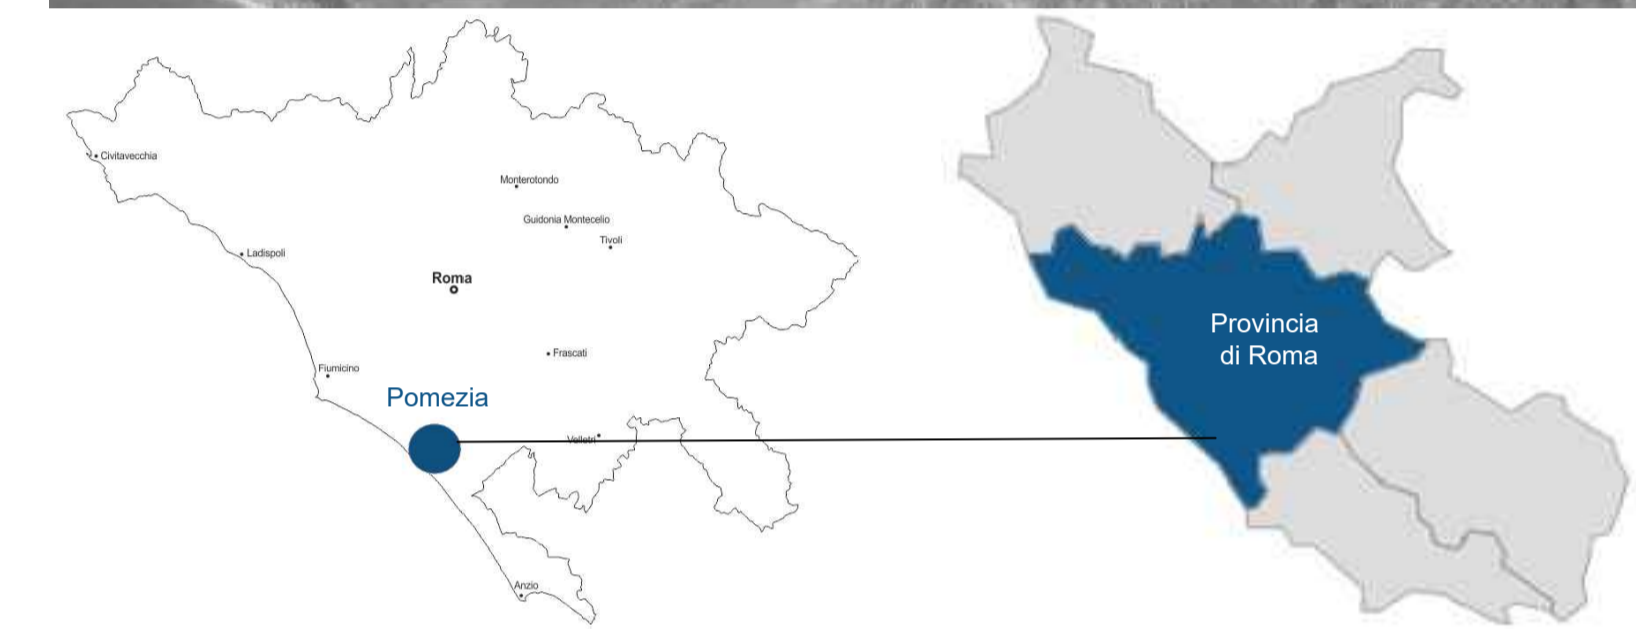 Civitavecchia
Monterotondo
Guidonia Montecelio
Tivoli
Ladispoli
Roma
Provincia
di Roma
Frascati
Fiumicino
Pomezia
Velletri
Anzio